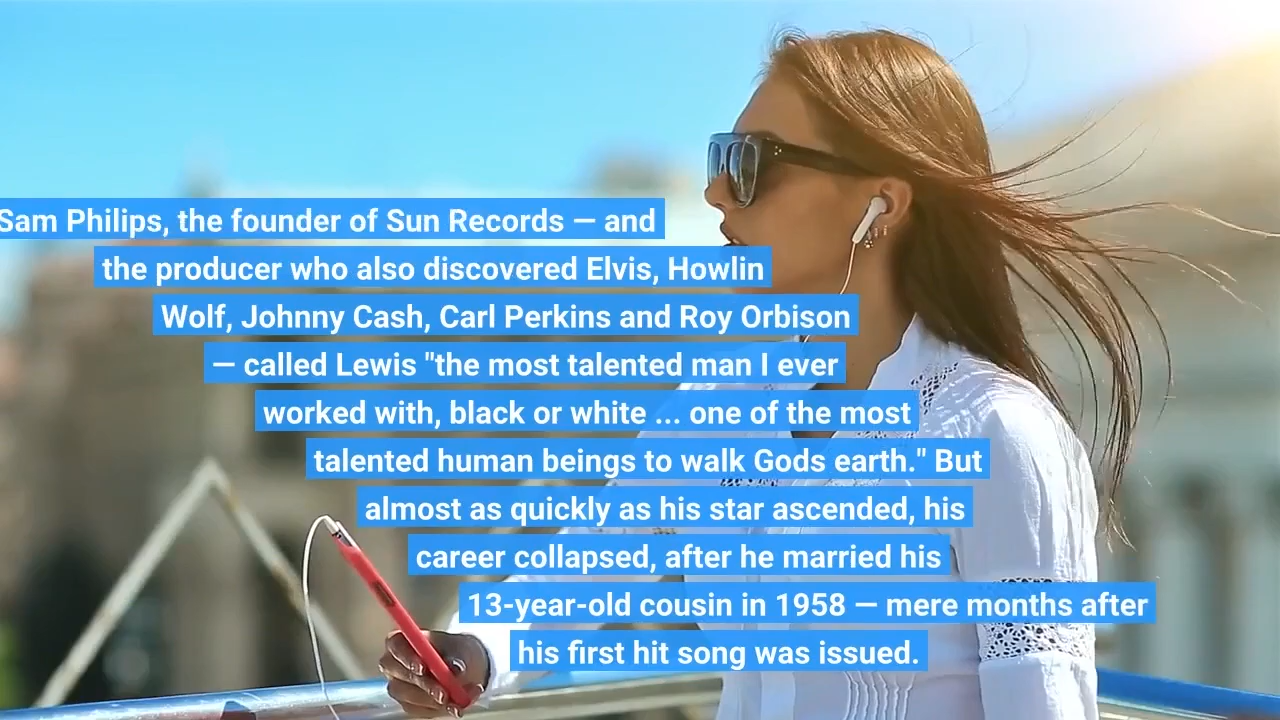 Sam Philips, the founder of Sun Records — and
the producer who also discovered Elvis, Howlin
Wolf, Johnny Cash, Carl Perkins and Roy Orbison
— called Lewis "the most talented man I ever
worked with, black or white ... one of the most
talented human beings to walk Gods earth." But
almost as quickly as his star ascended, his
career collapsed, after he married his
13-year-old cousin in 1958 — mere months after
his first hit song was issued.